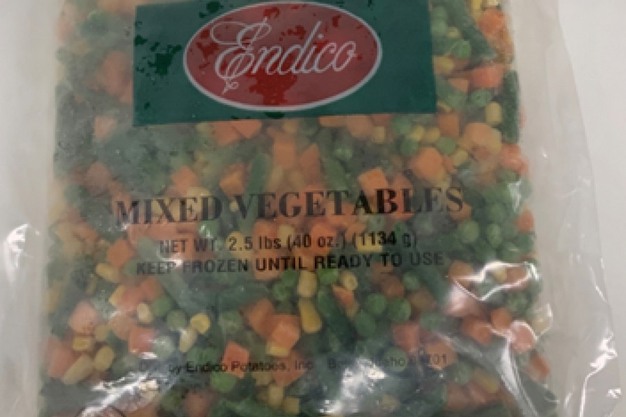 Endico
MIXED VEGETABLES
NET WT. 2.5 lbs (40 oz.) (1134 g)
KEEP FROZEN UNTIL READY TO USE
by Endico Potatoes, Inc.